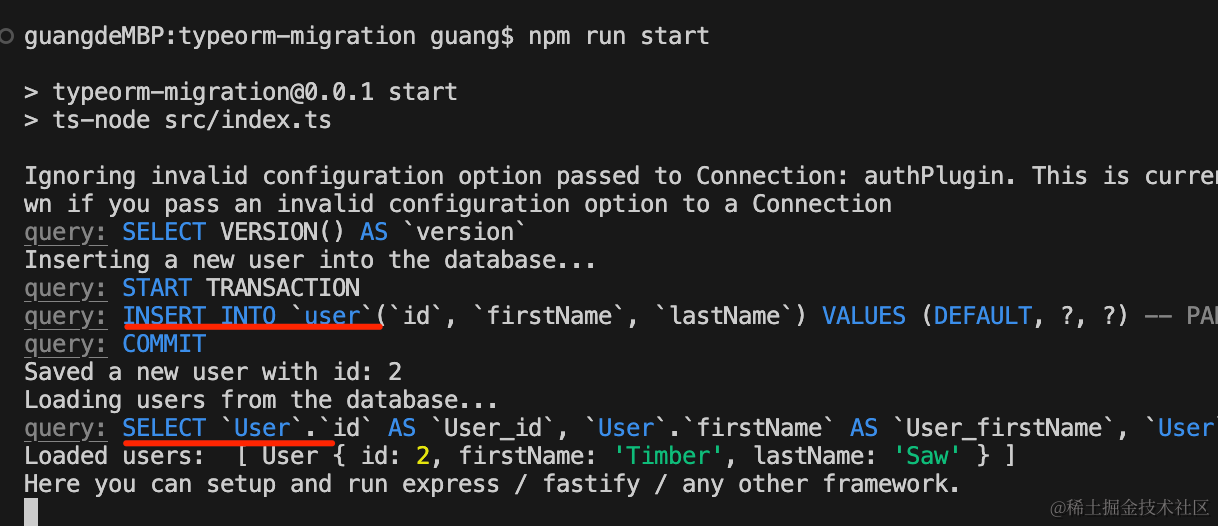 guangdeMBP:typeorm-migration guang$ npm run start
> typeorm-migration@0.0.1 start
> ts-node src/index.ts
Ignoring invalid configuration option passed to Connection: authPlugin. This is
wn if you pass an invalid configuration option to a Connection
query: SELECT VERSION() AS `version`
Inserting a new user into the database...
query: START TRANSACTION
query: INSERT INTO `user`(`id`, `firstName`, `lastName`) VALUES (DEFAULT, ?, ?) --
query: COMMIT
Saved a new user with id: 2
Loading users from the database...
query: SELECT `User`.`id` AS `User_id`, `User`.`firstName` AS `User_firstName`, `User
Loaded users:  [ User { id: 2, firstName: 'Timber', lastName: 'Saw' } ]
Here you can setup and run express / fastify / any other framework.
@稀土掘金技术社区